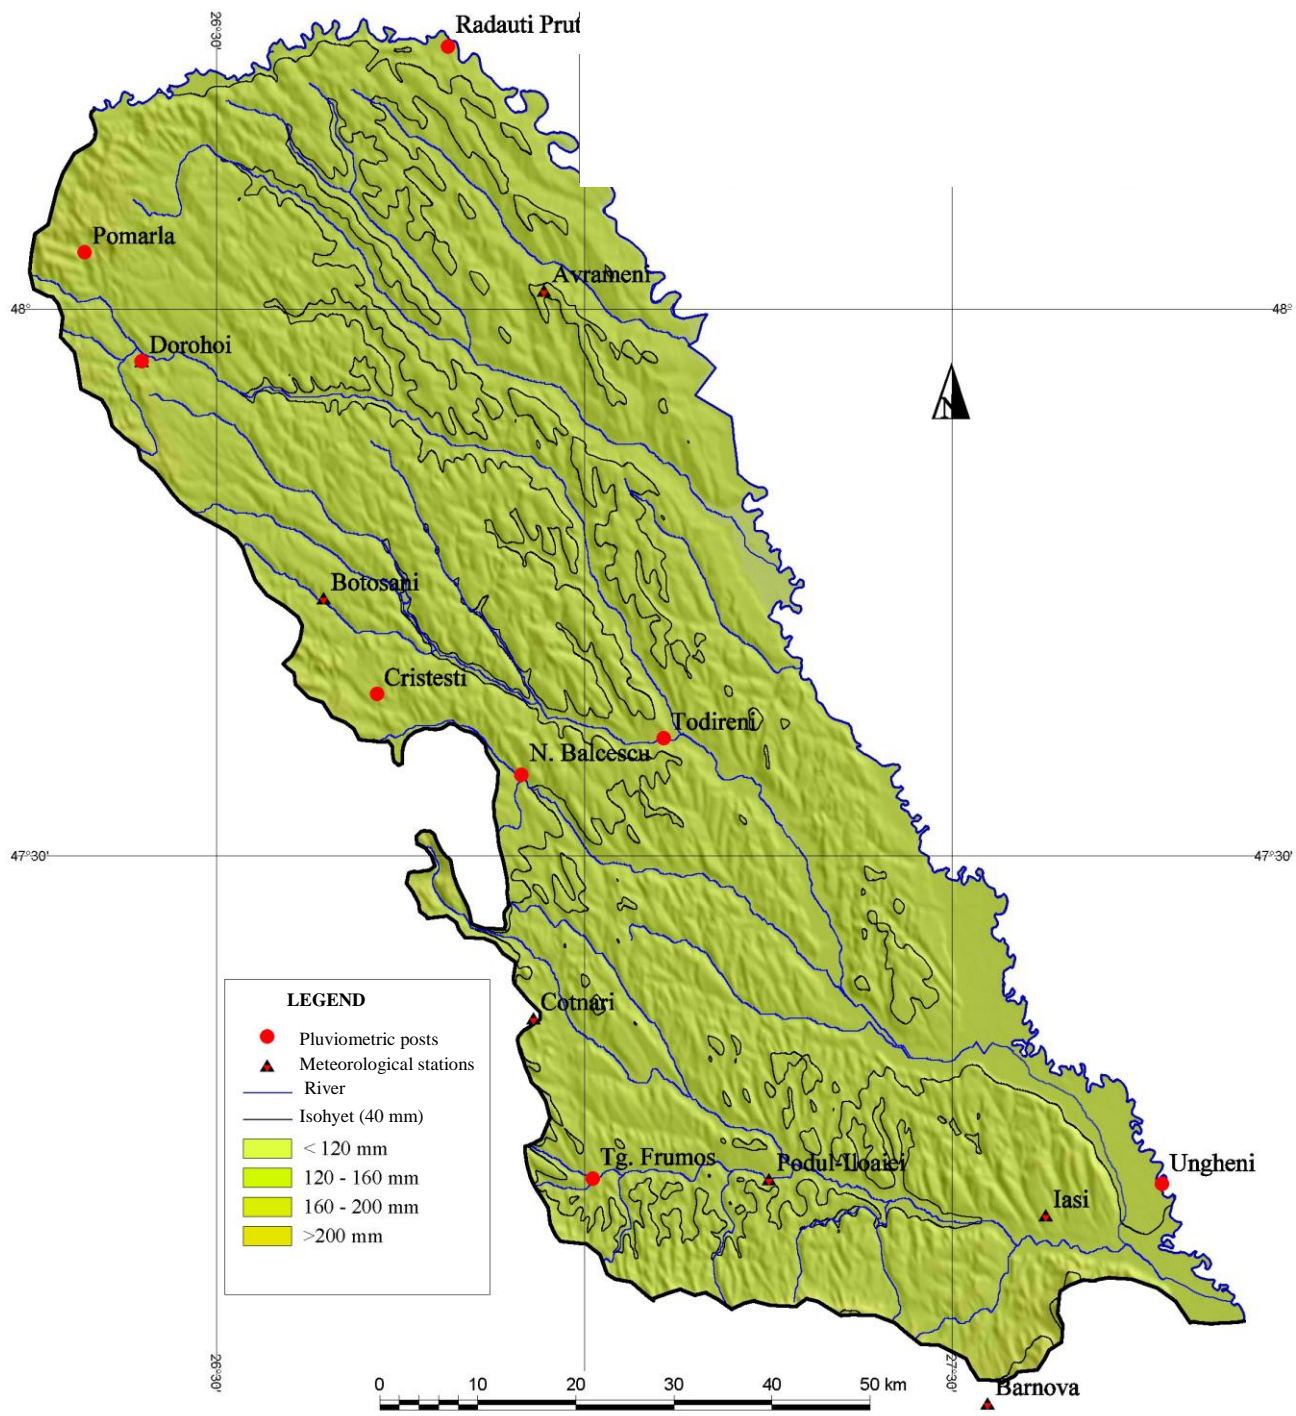 26°30'
Radauti Prut
Pomarla
Avrameni
48°
48°
Dorohoi
N
Botosani
Cristesti
Todireni
N. Balcescu
47°30'
47°30'
LEGEND
Pluviometric posts
Meteorological stations
River
Isohyet (40 mm)
< 120 mm
120 - 160 mm
160 - 200 mm
>200 mm
Cotnari
Tg. Frumos
Podul-Iloaiei
Ungheni
Iasi
26°30'
27°30'
Barnova
0 10 20 30 40 50 km